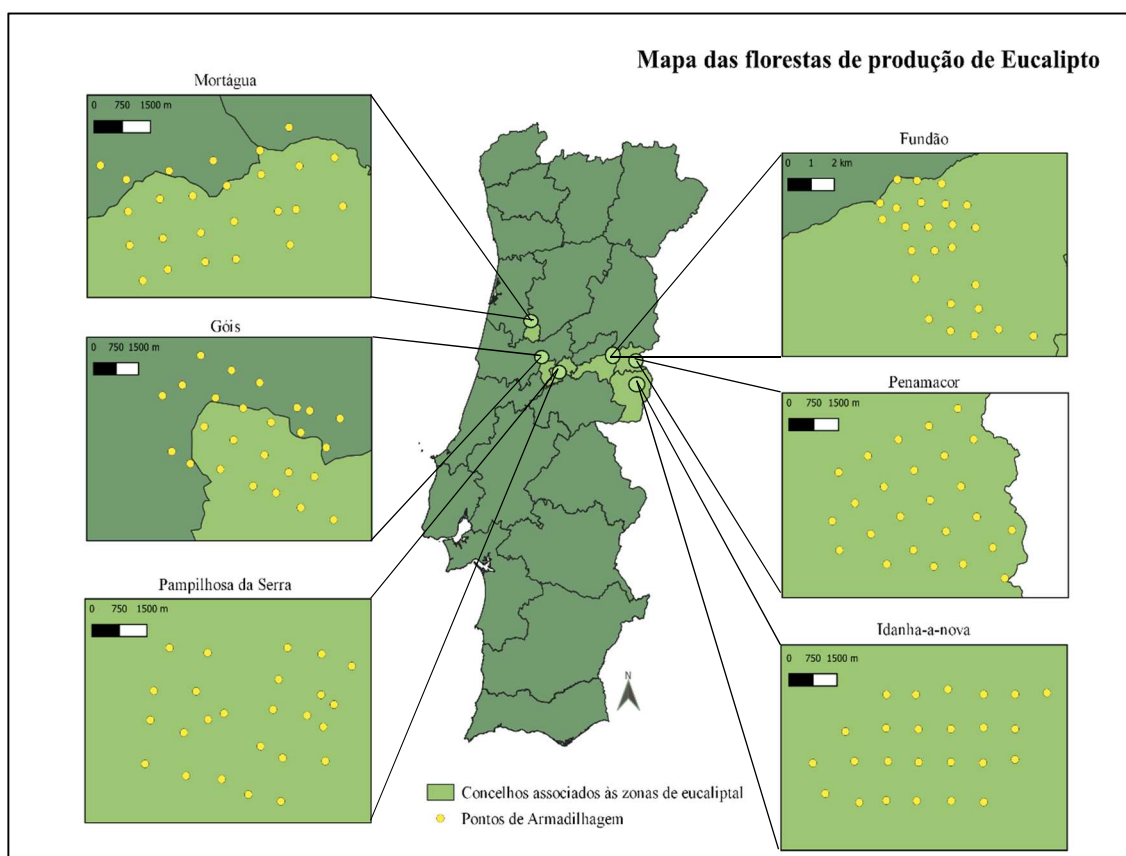 Mapa das florestas de produção de Eucalipto
Mortágua
0 750 1500 m
Fundão
0 1 2 km
Góis
0 750 1500 m
Penamacor
0 750 1500 m
Pampilhosa da Serra
0 750 1500 m
Idanha-a-nova
0 750 1500 m
N
Concelhos associados às zonas de eucaliptal
Pontos de Armadilhagem